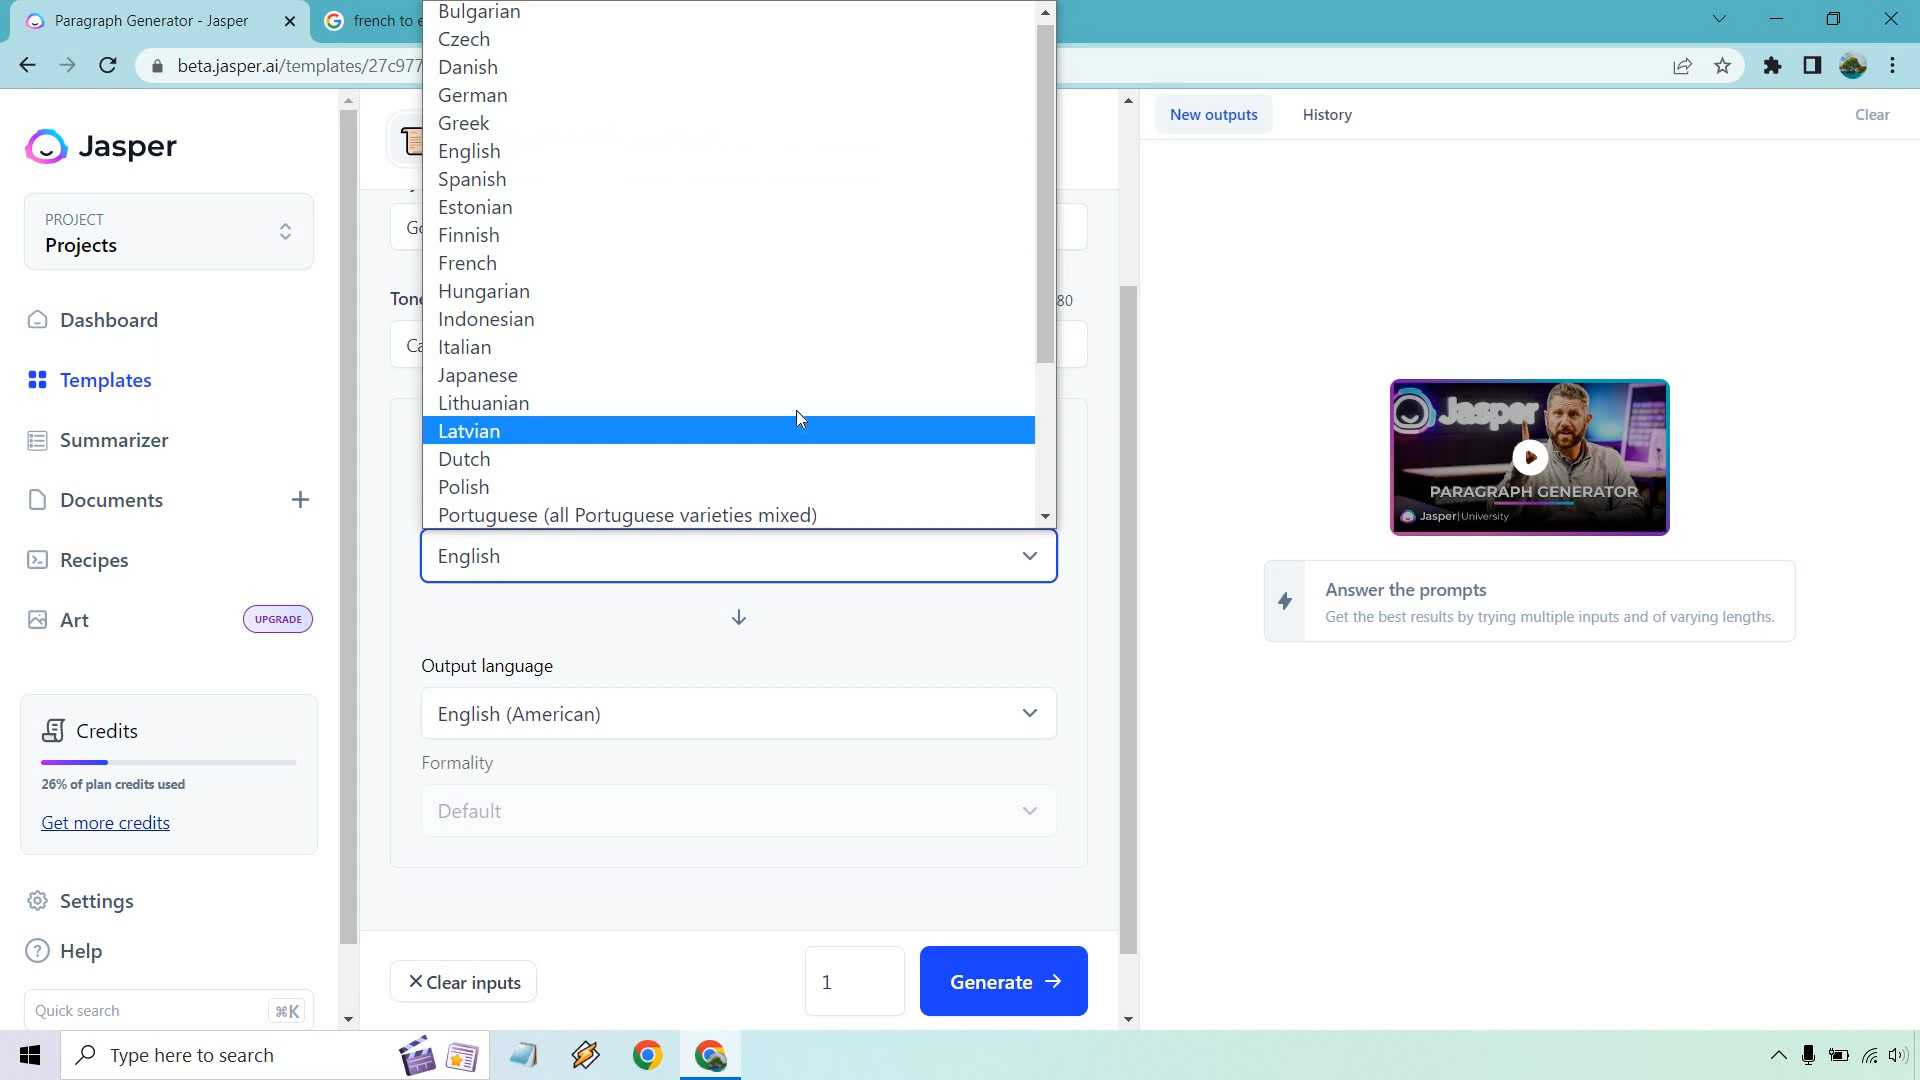 Paragraph Generator - Jasper
french to e
beta.jasper.ai/templates/27c977
Jasper
PROJECT
Projects
Dashboard
Templates
Summarizer
Documents
Recipes
Art
UPGRADE
Credits
26% of plan credits used
Get more credits
Settings
Help
Quick search
⌘K
Bulgarian
Czech
Danish
German
Greek
English
Spanish
Estonian
Finnish
French
Hungarian
Indonesian
Italian
Japanese
Lithuanian
Latvian
Dutch
Polish
Portuguese (all Portuguese varieties mixed)
Tone
80
English
Output language
English (American)
Formality
Default
Clear inputs
1
Generate
New outputs
History
Clear
Jasper
PARAGRAPH GENERATOR
Jasper|University
Answer the prompts
Get the best results by trying multiple inputs and of varying lengths.
Type here to search